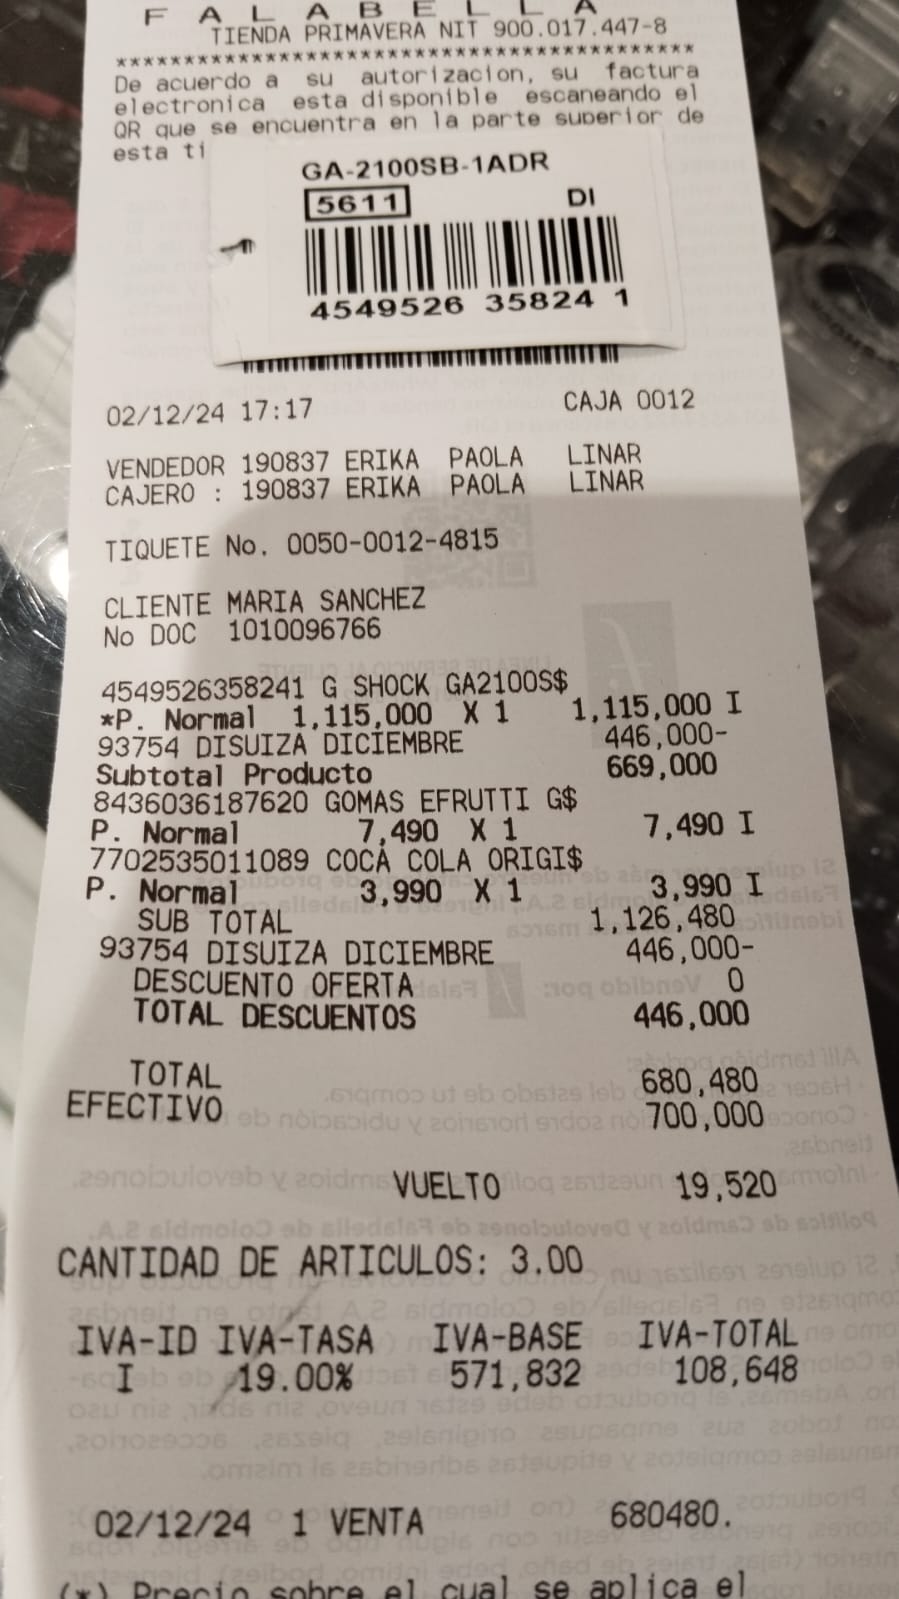 F A L A B E L L A
TIENDA PRIMAVERA NIT 900.017.447-8
******************************************
De acuerdo a su autorizacion, su factura
electronica esta disponible escaneando el
QR que se encuentra en la parte superior de
esta ti
GA-2100SB-1ADR
5611 DI
4549526 35824 1
02/12/24 17:17 CAJA 0012
VENDEDOR 190837 ERIKA PAOLA LINAR
CAJERO : 190837 ERIKA PAOLA LINAR
TIQUETE No. 0050-0012-4815
CLIENTE MARIA SANCHEZ
No DOC 1010096766
4549526358241 G SHOCK GA2100S$
*P. Normal 1,115,000 X 1 1,115,000 I
93754 DISUIZA DICIEMBRE 446,000-
Subtotal Producto 669,000
8436036187620 GOMAS EFRUTTI G$
P. Normal 7,490 X 1 7,490 I
7702535011089 COCA COLA ORIGI$
P. Normal 3,990 X 1 3,990 I
SUB TOTAL 1,126,480
93754 DISUIZA DICIEMBRE 446,000-
DESCUENTO OFERTA 0
TOTAL DESCUENTOS 446,000
TOTAL 680,480
EFECTIVO 700,000
VUELTO 19,520
CANTIDAD DE ARTICULOS: 3.00
IVA-ID IVA-TASA IVA-BASE IVA-TOTAL
I 19.00% 571,832 108,648
02/12/24 1 VENTA 680480.
(*) Precio sobre el cual se aplica el